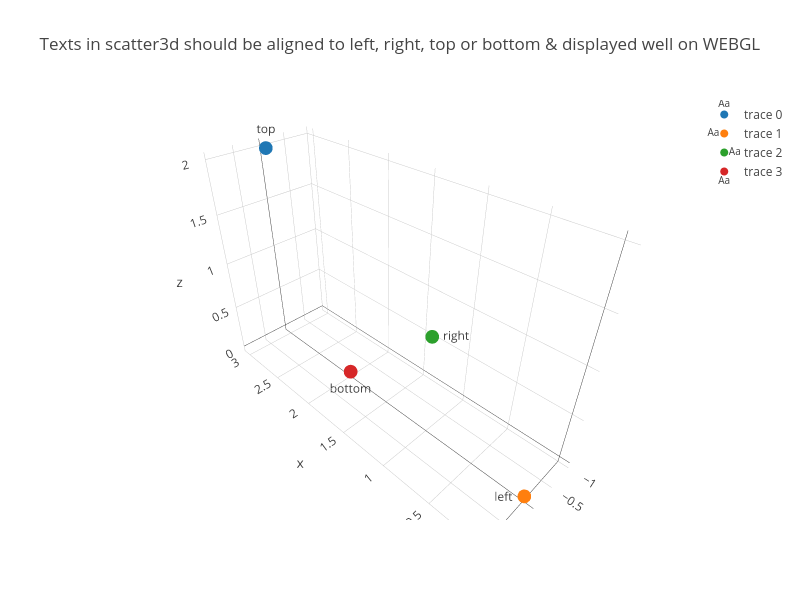 Texts in scatter3d should be aligned to left, right, top or bottom & displayed well on WEBGL
Aa
trace 0
Aa trace 1
Aa trace 2
trace 3
Aa
top
right
bottom
left
2
1.5
1
0.5
0
z
3
2.5
2
1.5
1
x
−1
−0.5